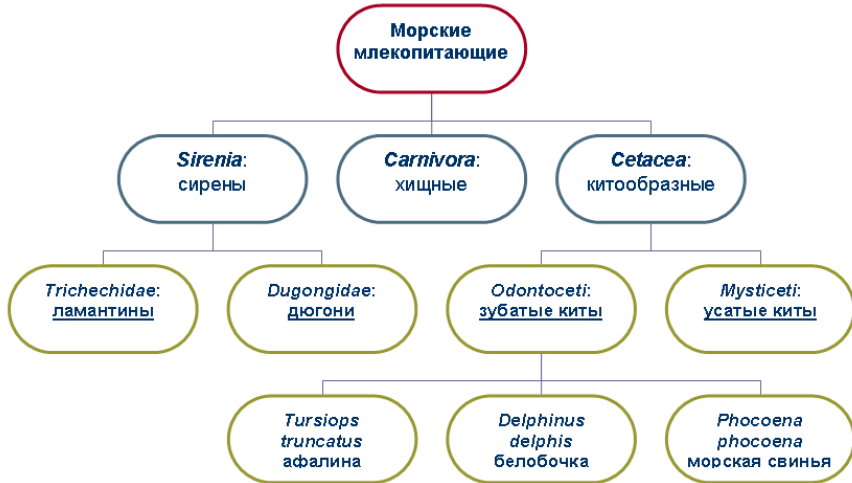 Морские
млекопитающие
Sirenia:
сирены
Carnivora:
хищные
Cetacea:
китообразные
Trichechidae:
ламантины
Dugongidae:
дюгони
Odontoceti:
зубатые киты
Mysticeti:
усатые киты
Tursiops
truncatus
афалина
Delphinus
delphis
белобочка
Phocoena
phocoena
морская свинья